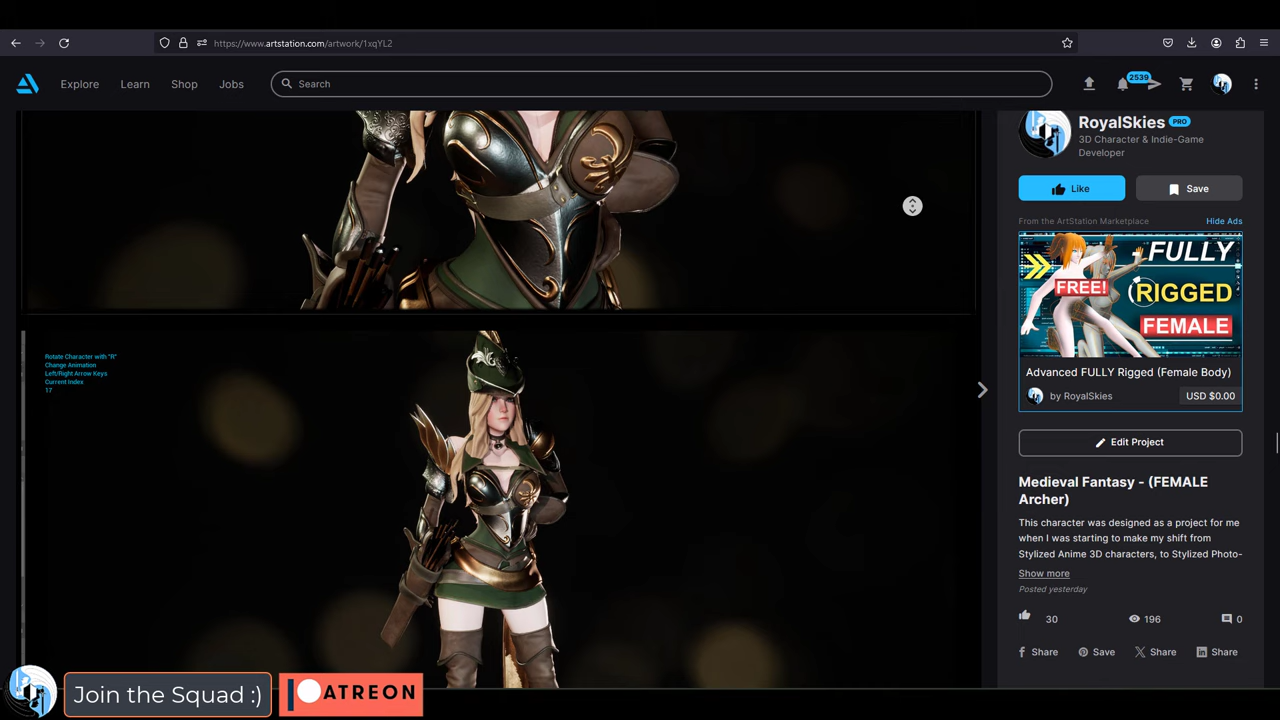 https://www.artstation.com/artwork/1xqYL2
Explore
Learn
Shop
Jobs
Search
2539
RoyalSkies PRO
3D Character & Indie-Game
Developer
Like
Save
From the ArtStation Marketplace
Hide Ads
FULLY
FREE!
RIGGED
FEMALE
Advanced FULLY Rigged (Female Body)
by RoyalSkies
USD $0.00
Edit Project
Medieval Fantasy - (FEMALE
Archer)
This character was designed as a project for me
when I was starting to make my shift from
Stylized Anime 3D characters, to Stylized Photo-
Show more
Posted yesterday
30
196
0
Share
Save
Share
Share
Rotate Character with "R"
Change Animation
Left/Right Arrow Keys
Current Index
17
Join the Squad :)
PATREON